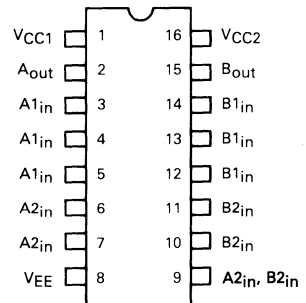 VCC1 1 16 VCC2
Aout 2 15 Bout
A1in 3 14 B1in
A1in 4 13 B1in
A1in 5 12 B1in
A2in 6 11 B2in
A2in 7 10 B2in
VEE 8 9 A2in, B2in